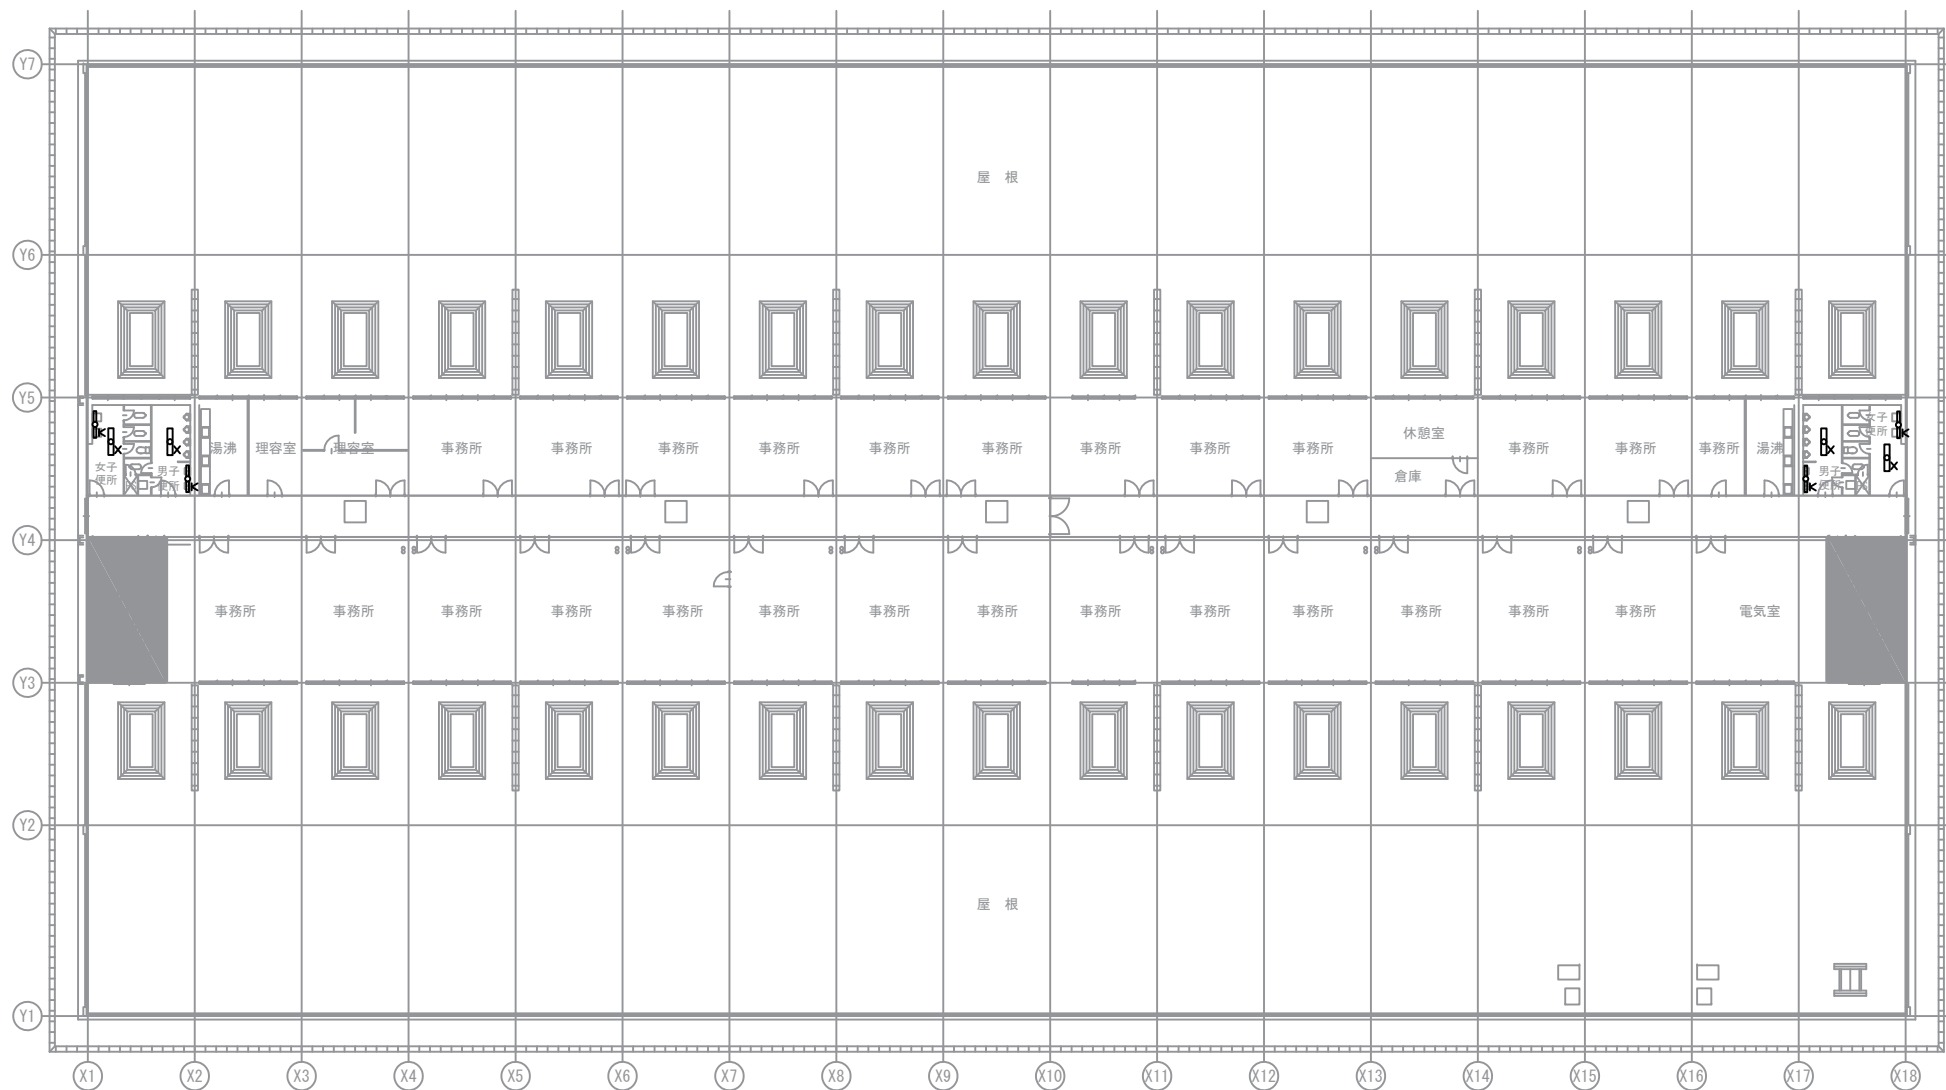 Y7
屋 根
Y6
Y5
女子
便所
K
X
X
男子
便所
K
湯沸
理容室
理容室
事務所
事務所
事務所
事務所
事務所
事務所
事務所
事務所
事務所
休憩室
倉庫
事務所
事務所
事務所
湯沸
男子
便所
K
X
女子
便所
K
X
Y4
事務所
事務所
事務所
事務所
事務所
事務所
事務所
事務所
事務所
事務所
事務所
事務所
事務所
事務所
電気室
Y3
Y2
屋 根
Y1
X1 X2 X3 X4 X5 X6 X7 X8 X9 X10 X11 X12 X13 X14 X15 X16 X17 X18